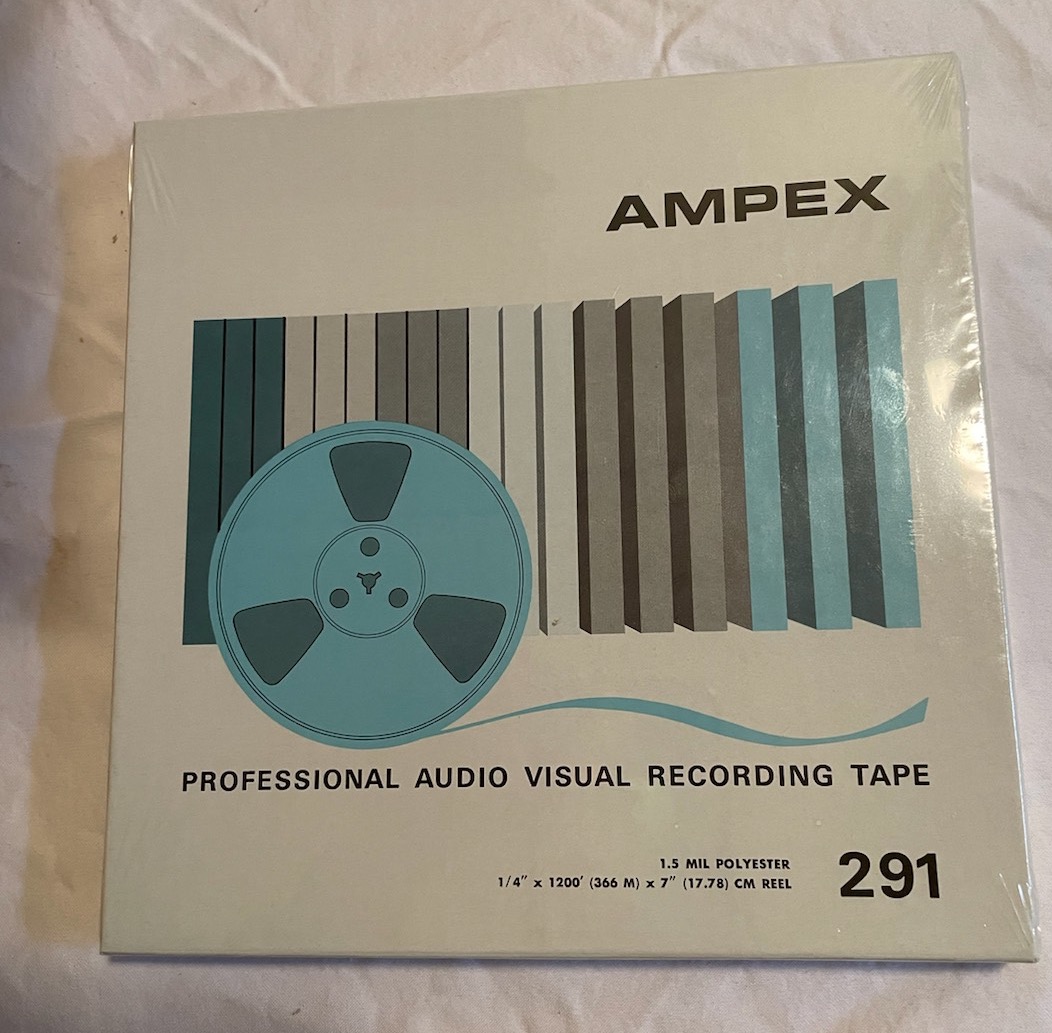 AMPEX
PROFESSIONAL AUDIO VISUAL RECORDING TAPE
1.5 MIL POLYESTER
1/4" x 1200' (366 M) x 7" (17.78) CM REEL
291